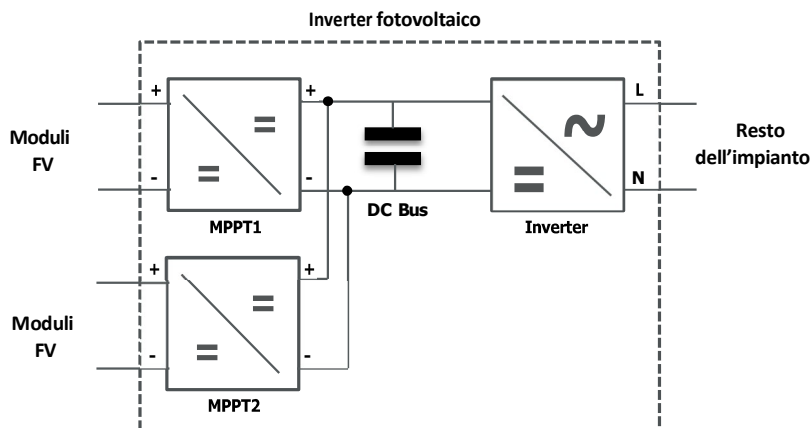 Inverter fotovoltaico
+
+
L
Moduli
FV
Resto
dell'impianto
-
-
N
MPPT1
DC Bus
Inverter
+
+
Moduli
FV
-
-
MPPT2